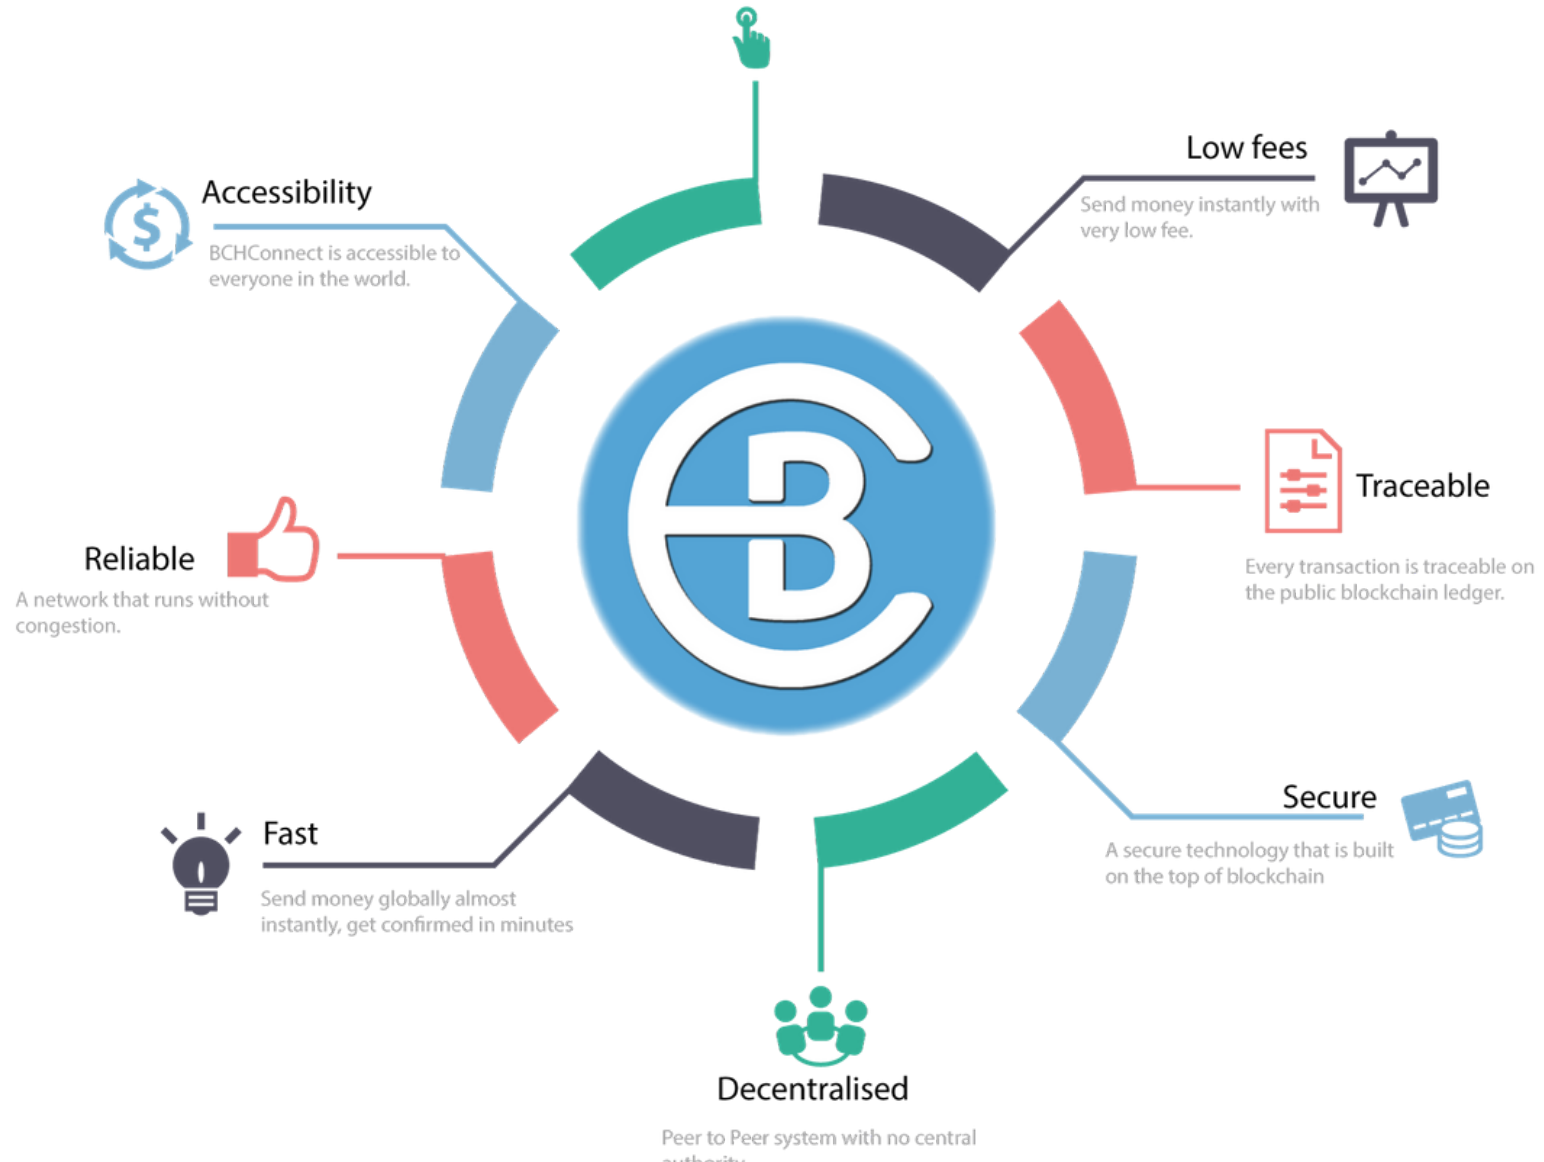 Low fees
Send money instantly with
very low fee.
Accessibility
BCHConnect is accessible to
everyone in the world.
Traceable
Every transaction is traceable on
the public blockchain ledger.
Reliable
A network that runs without
congestion.
Secure
A secure technology that is built
on the top of blockchain
Fast
Send money globally almost
instantly, get confirmed in minutes
Decentralised
Peer to Peer system with no central